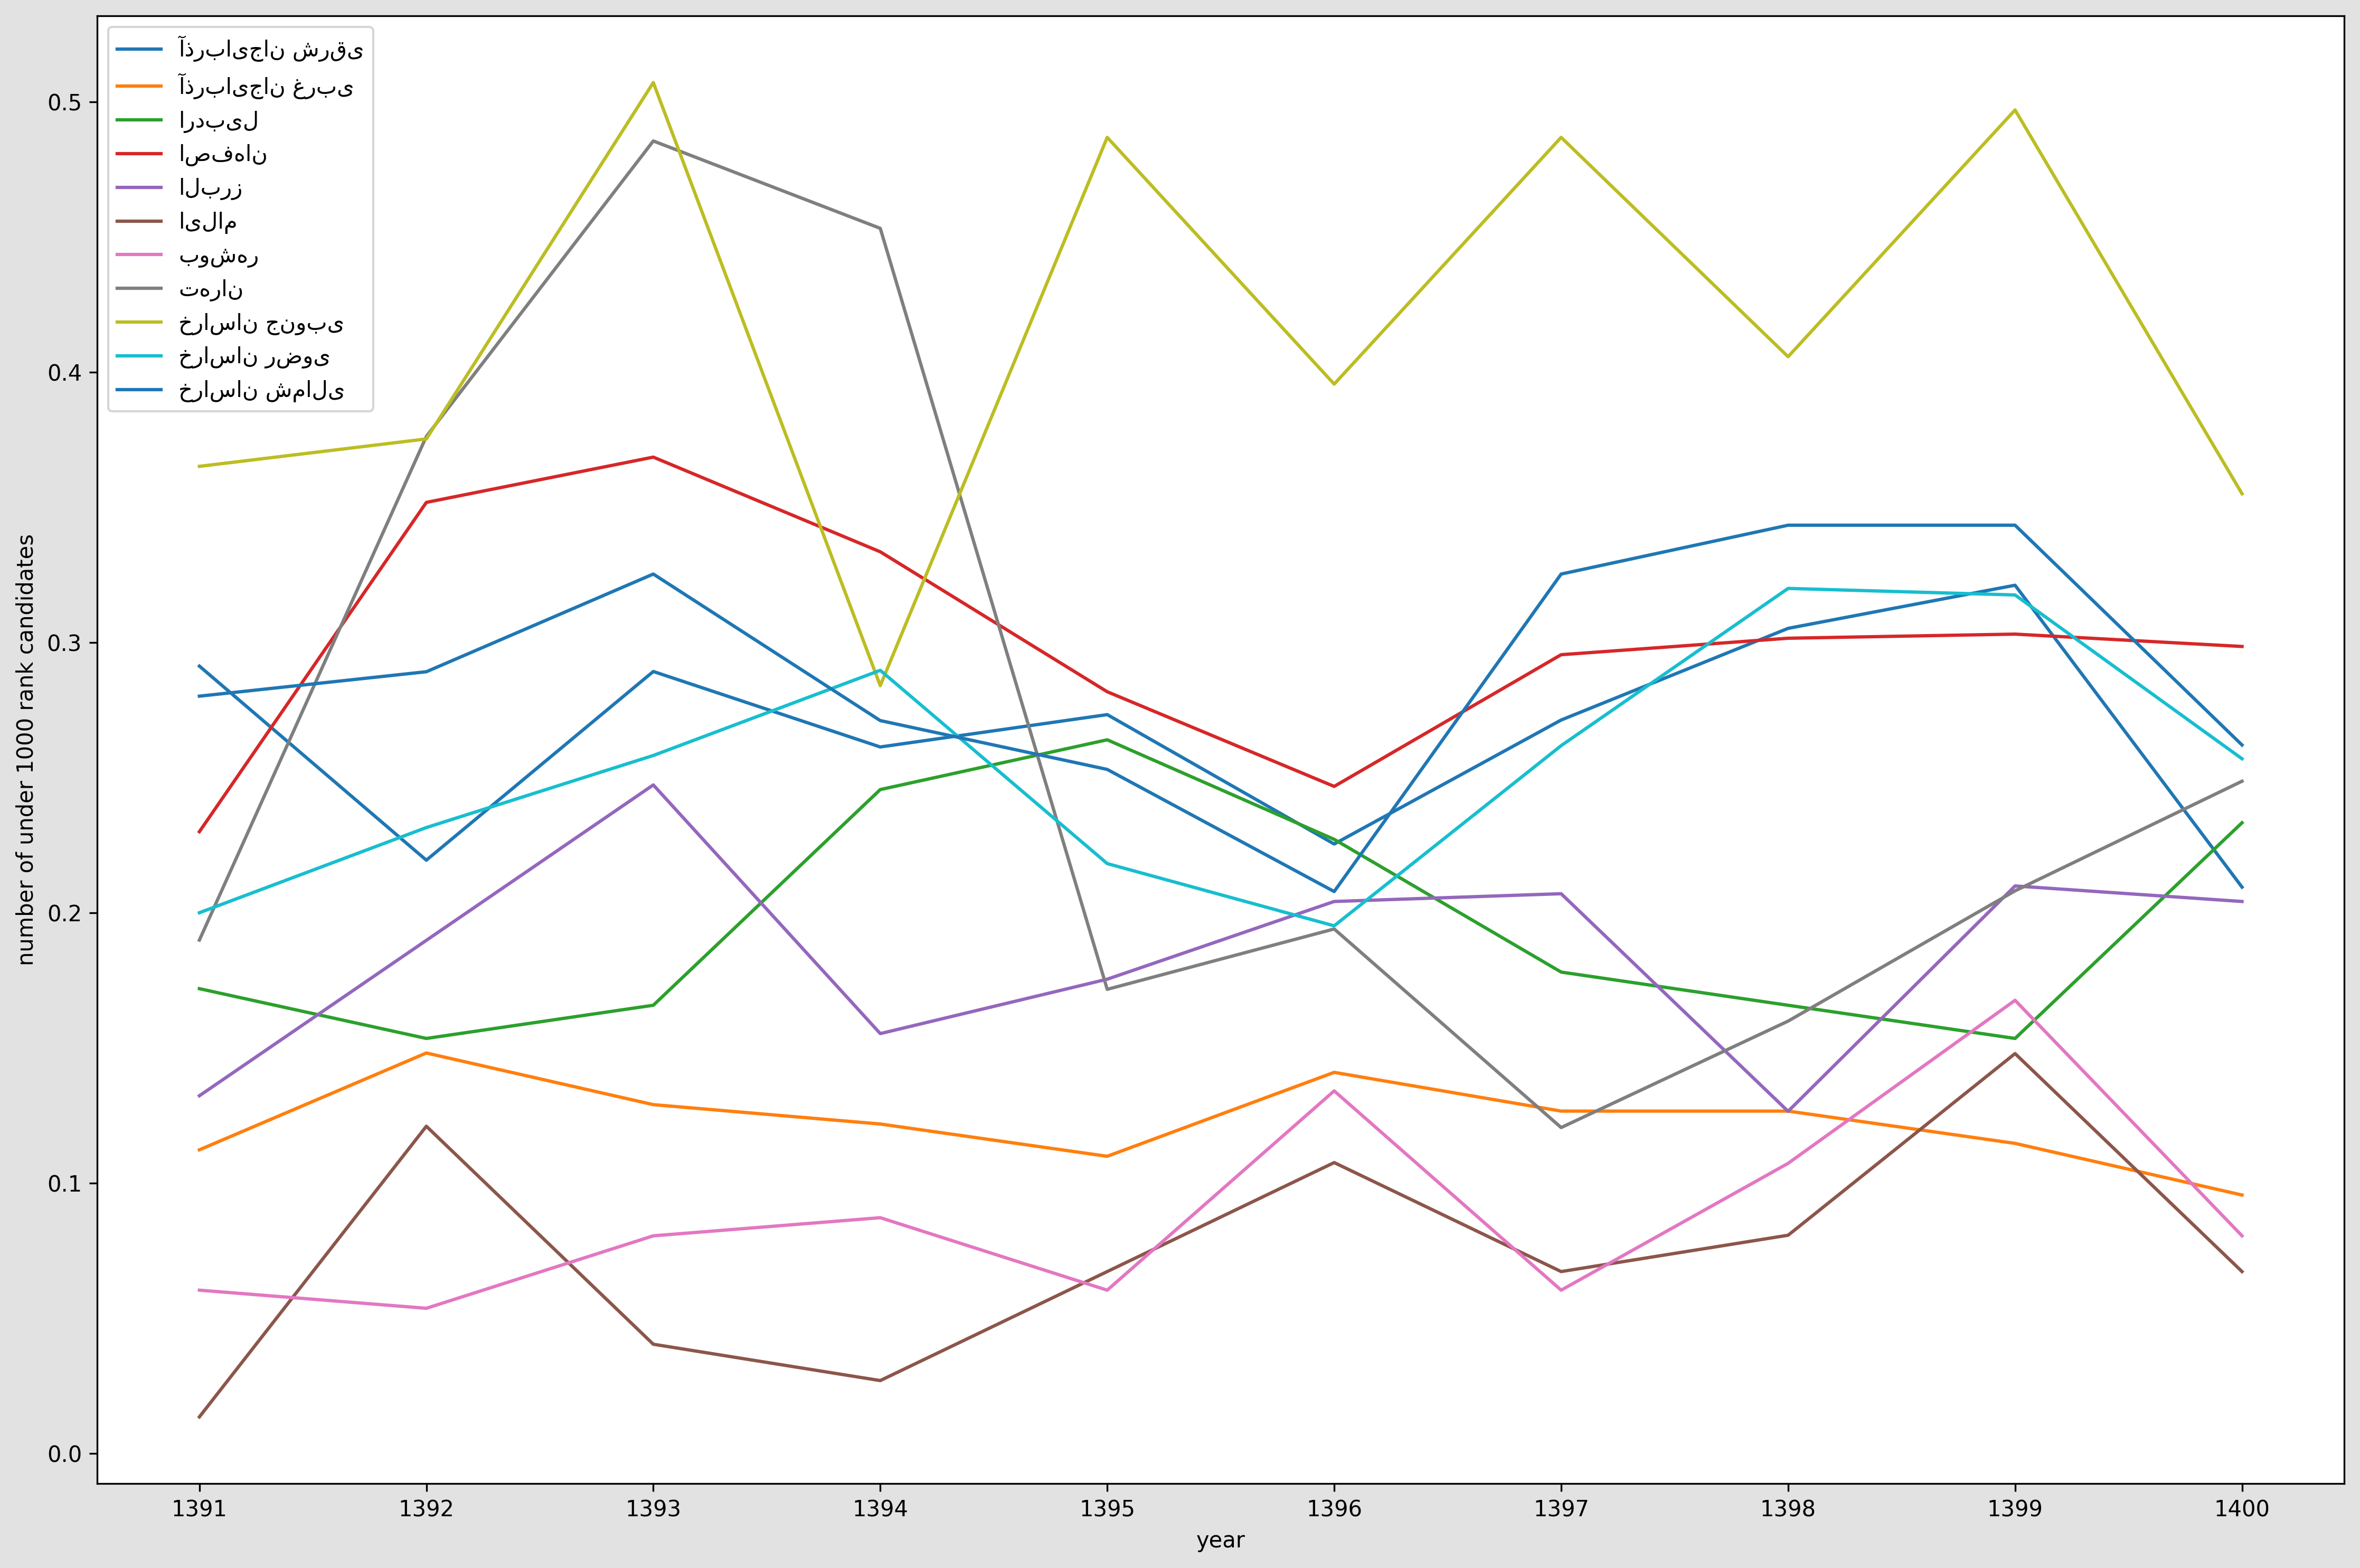 آذربایجان شرقی
آذربایجان غربی
اردبیل
اصفهان
البرز
ایلام
بوشهر
تهران
خراسان جنوبی
خراسان رضوی
خراسان شمالی
0.5
0.4
0.3
0.2
0.1
0.0
number of under 1000 rank candidates
1391 1392 1393 1394 1395 1396 1397 1398 1399 1400
year